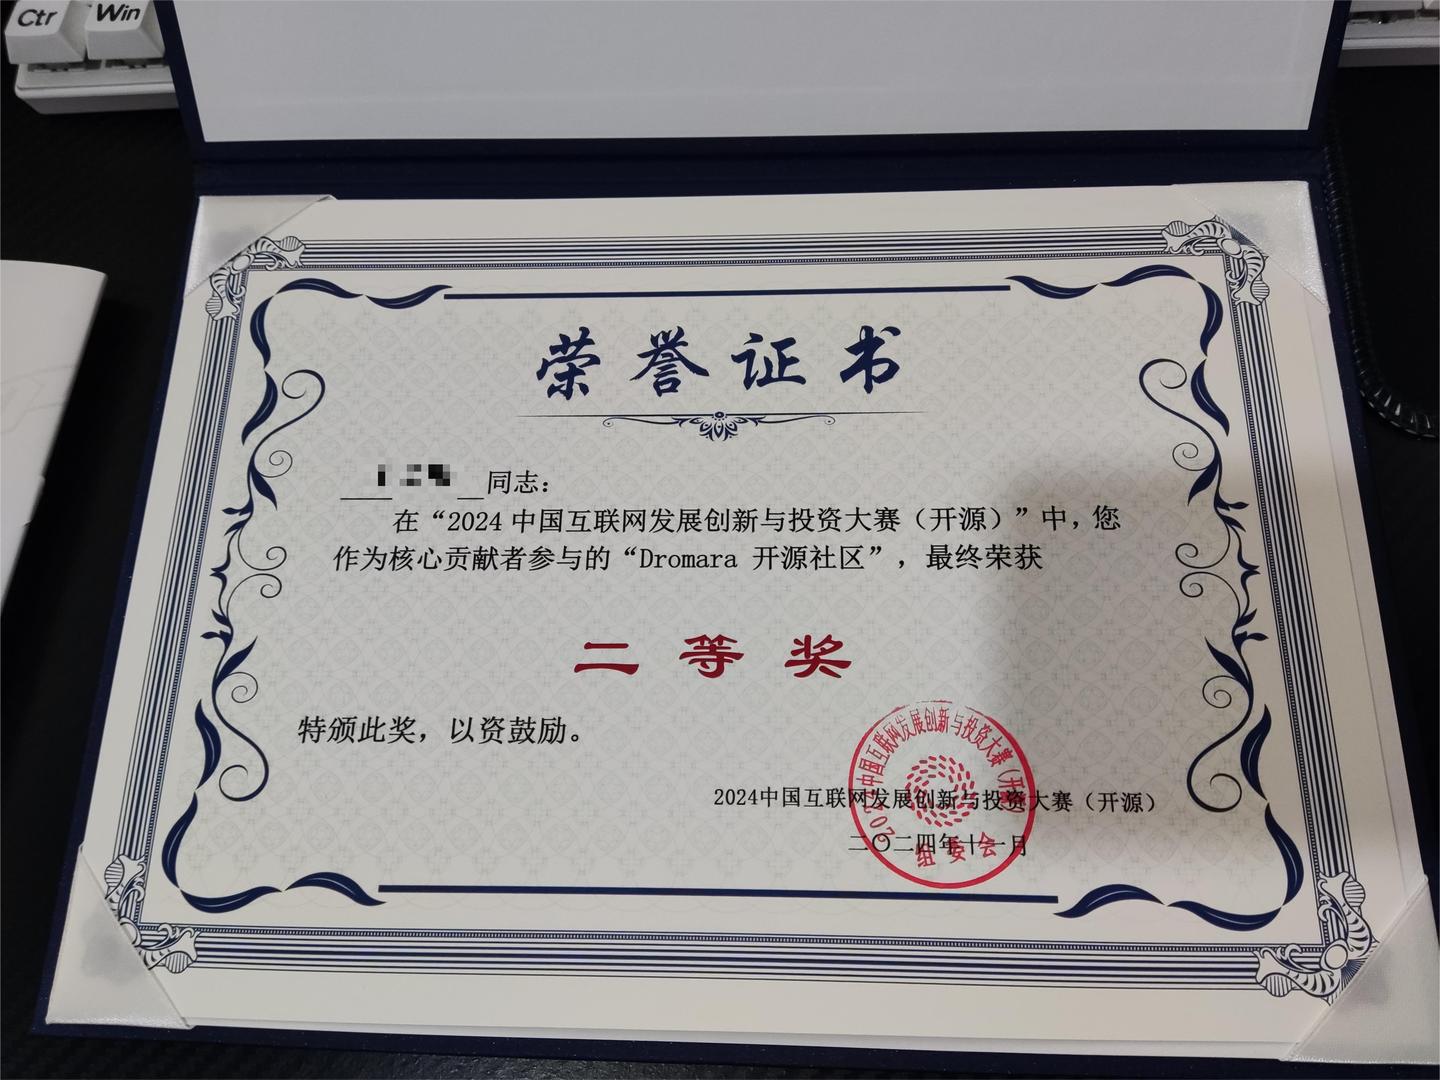 Ctr
Win
荣誉证书
同志：
在“2024中国互联网发展创新与投资大赛（开源）”中，您
作为核心贡献者参与的“Dromara 开源社区”，最终荣获
二等奖
特颁此奖，以资鼓励。
2024中国互联网发展创新与投资大赛（开源）
二〇二四年十一月
2024中国互联网发展创新与投资大赛（开源）
组委会